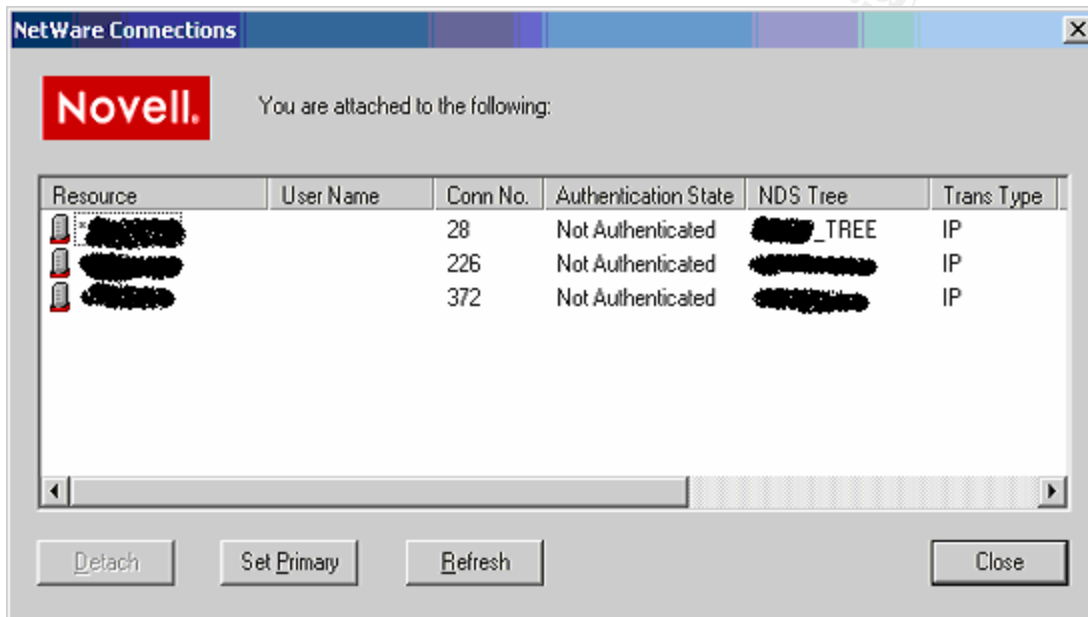 NetWare Connections
Novell.
You are attached to the following:
Resource User Name Conn No. Authentication State NDS Tree Trans Type
* 28 Not Authenticated _TREE IP
226 Not Authenticated IP
372 Not Authenticated IP
Detach Set Primary Refresh Close